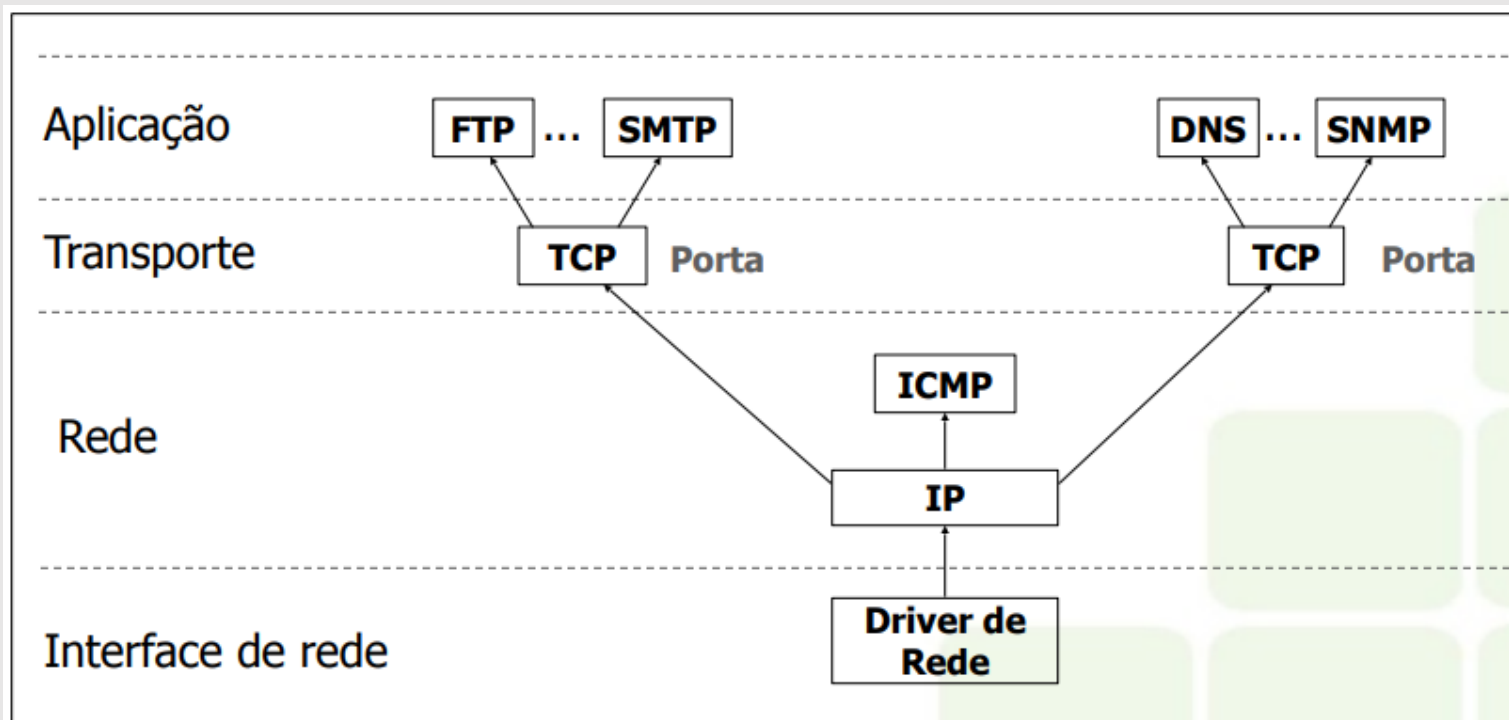 Aplicação
FTP ... SMTP
DNS ... SNMP
Transporte
TCP Porta
TCP Porta
Rede
ICMP
IP
Interface de rede
Driver de
Rede